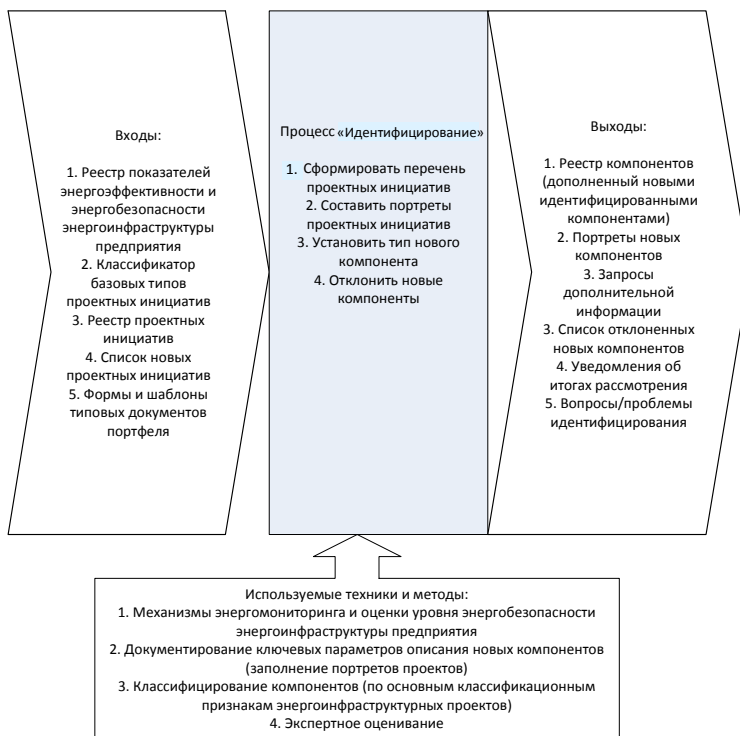 Входы:
1. Реестр показателей
энергоэффективности и
энергобезопасности
энергоинфраструктуры
предприятия
2. Классификатор
базовых типов
проектных инициатив
3. Реестр проектных
инициатив
4. Список новых
проектных инициатив
5. Формы и шаблоны
типовых документов
портфеля
Процесс «Идентифицирование»
1. Сформировать перечень
проектных инициатив
2. Составить портреты
проектных инициатив
3. Установить тип нового
компонента
4. Отклонить новые
компоненты
Выходы:
1. Реестр компонентов
(дополненный новыми
идентифицированными
компонентами)
2. Портреты новых
компонентов
3. Запросы
дополнительной
информации
3. Список отклоненных
новых компонентов
4. Уведомления об
итогах рассмотрения
5. Вопросы/проблемы
идентифицирования
Используемые техники и методы:
1. Механизмы энергомониторинга и оценки уровня энергобезопасности
энергоинфраструктуры предприятия
2. Документирование ключевых параметров описания новых компонентов
(заполнение портретов проектов)
3. Классифицирование компонентов (по основным классификационным
признакам энергоинфраструктурных проектов)
4. Экспертное оценивание